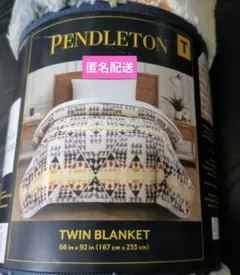 PENDLETON
T
匿名配送
TWIN BLANKET
66 in x 92 in (167 cm x 233 cm)